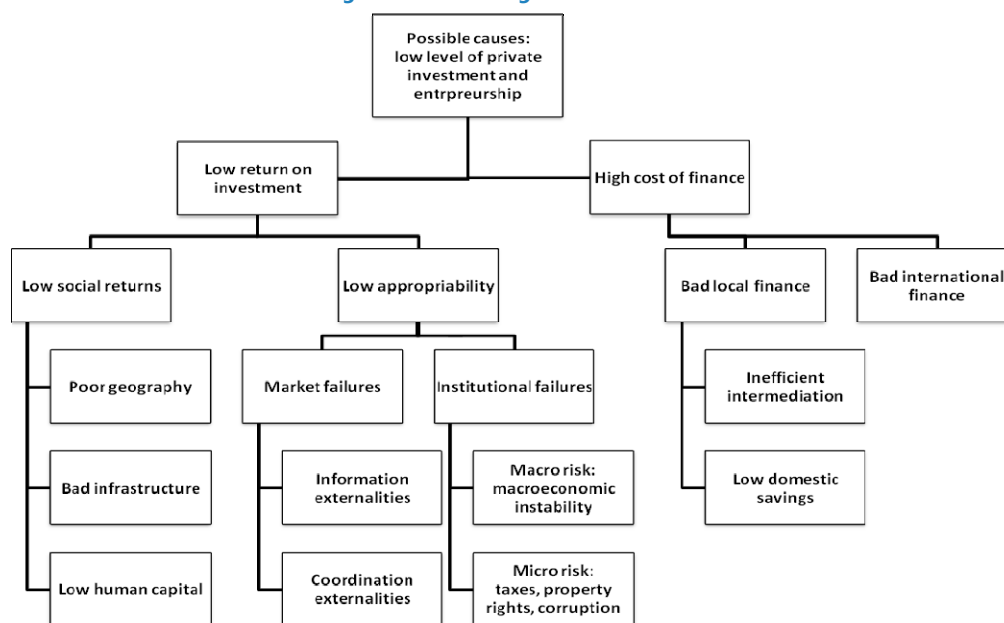 Possible causes:
low level of private
investment and
entrpreurship
Low return on
investment
High cost of finance
Low social returns
Low appropriability
Bad local finance
Bad international
finance
Poor geography
Market failures
Institutional failures
Inefficient
intermediation
Bad infrastructure
Information
externalities
Macro risk:
macroeconomic
instability
Low domestic
savings
Low human capital
Coordination
externalities
Micro risk:
taxes, property
rights, corruption